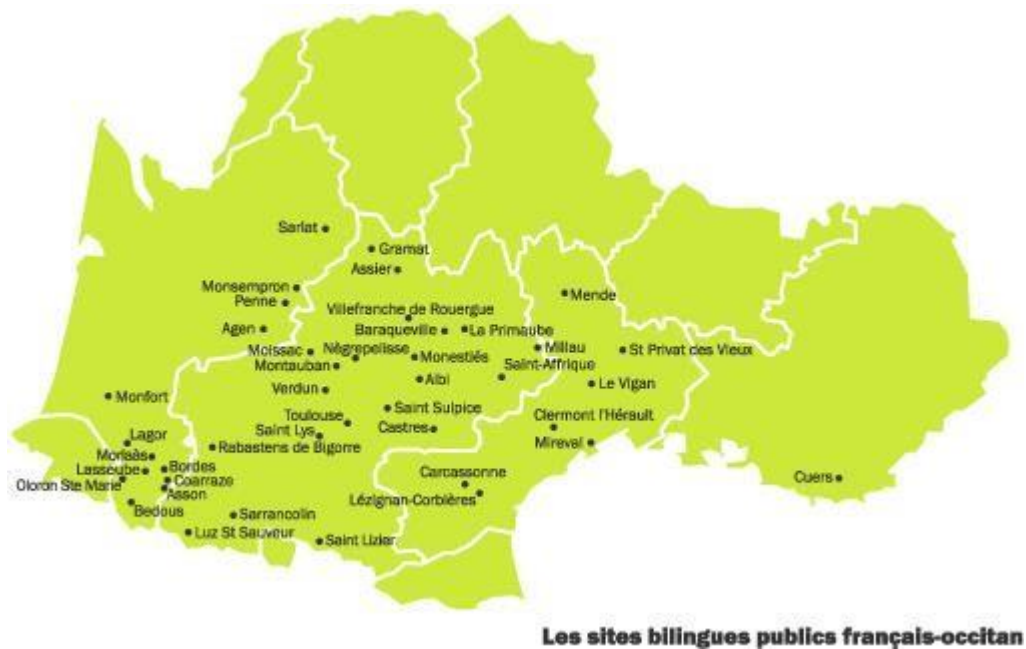 Sarlat
Gramat
Assier
Monsempron
Penne
Mende
Villefranche de Rouergue
Agen
Baraqueville
La Primaube
Moissac
Nègrepelisse
Millau
St Privat des Vieux
Montauban
Monestiés
Saint-Affrique
Verdun
Albi
Le Vigan
Monfort
Saint Sulpice
Toulouse
Clermont l'Hérault
Saint Lys
Castres
Lagor
Rabastens de Bigorre
Mireval
Morlaàs
Lasseube
Bordes
Carcassonne
Cuers
Oloron Ste Marie
Coarraze
Asson
Lézignan-Corbières
Bedous
Sarrancolin
Luz St Sauveur
Saint Lizier
Les sites bilingues publics français-occitan